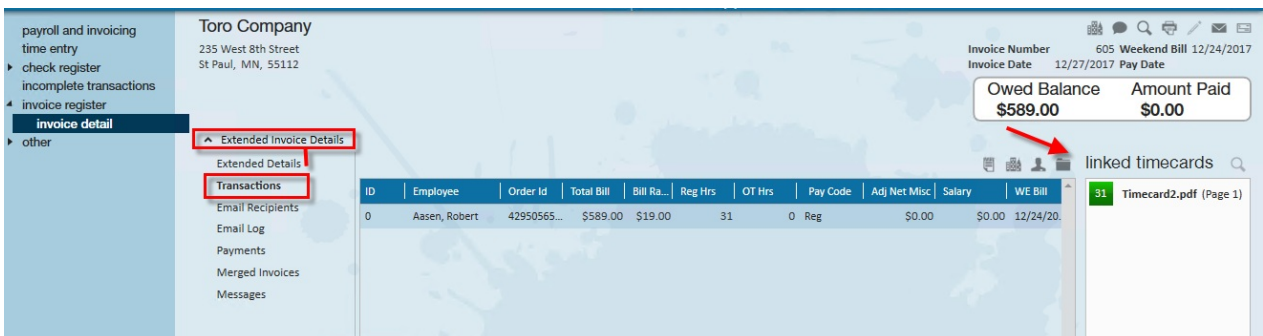 payroll and invoicing
time entry
check register
incomplete transactions
invoice register
invoice detail
other
Toro Company
235 West 8th Street
St Paul, MN, 55112
Invoice Number 605 Weekend Bill 12/24/2017
Invoice Date 12/27/2017 Pay Date
Owed Balance Amount Paid
$589.00 $0.00
Extended Invoice Details
Extended Details
Transactions
Email Recipients
Email Log
Payments
Merged Invoices
Messages
ID Employee Order Id Total Bill Bill Ra... Reg Hrs OT Hrs Pay Code Adj Net Misc Salary WE Bill
0 Aasen, Robert 42950565... $589.00 $19.00 31 0 Reg $0.00 $0.00 12/24/20.
linked timecards
31 Timecard2.pdf (Page 1)